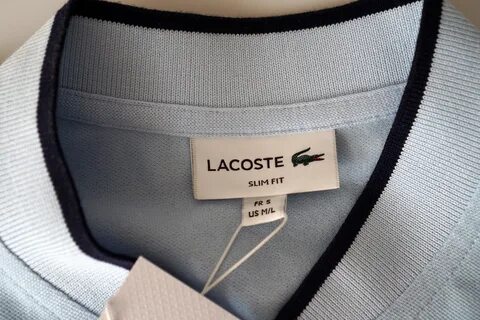 LACOSTE
SLIM FIT
FR 5
US M/L